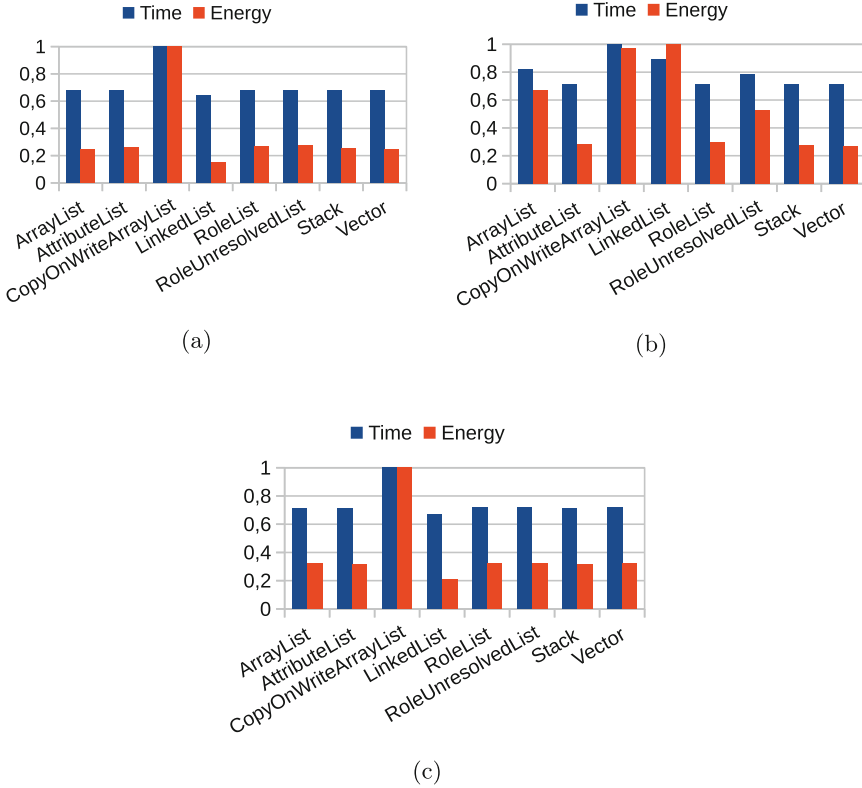 Time Energy
1
0,8
0,6
0,4
0,2
0
ArrayList
AttributeList
CopyOnWriteArrayList
LinkedList
RoleList
RoleUnresolvedList
Stack
Vector
(a)
Time Energy
1
0,8
0,6
0,4
0,2
0
ArrayList
AttributeList
CopyOnWriteArrayList
LinkedList
RoleList
RoleUnresolvedList
Stack
Vector
(b)
Time Energy
1
0,8
0,6
0,4
0,2
0
ArrayList
AttributeList
CopyOnWriteArrayList
LinkedList
RoleList
RoleUnresolvedList
Stack
Vector
(c)